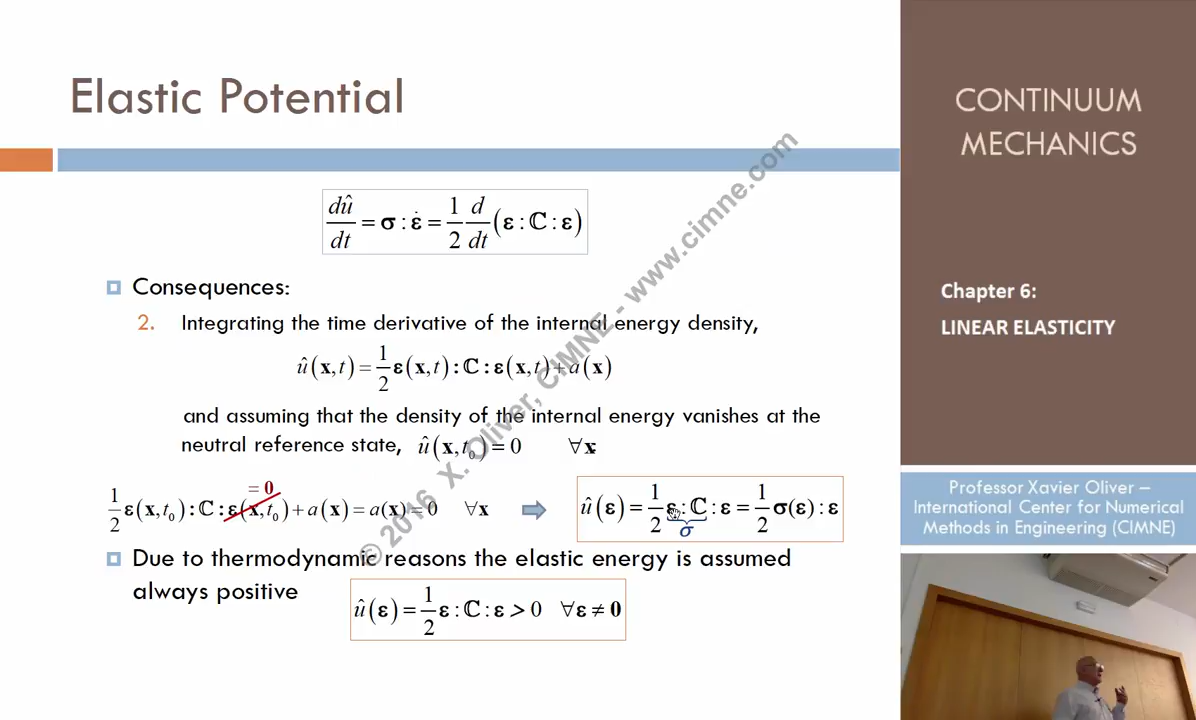 Elastic Potential
dû/dt = σ : ε̇ = 1/2 d/dt (ε : ℂ : ε)
Consequences:
2. Integrating the time derivative of the internal energy density,
û(x,t) = 1/2 ε(x,t) : ℂ : ε(x,t) + a(x)
and assuming that the density of the internal energy vanishes at the
neutral reference state, û(x,t₀) = 0 ∀x
= 0
1/2 ε(x,t₀) : ℂ : ε(x,t₀) + a(x) = a(x) = 0 ∀x
û(ε) = 1/2 ε : ℂ : ε = 1/2 σ(ε) : ε
σ
Due to thermodynamic reasons the elastic energy is assumed
always positive
û(ε) = 1/2 ε : ℂ : ε > 0 ∀ε ≠ 0
© 2016 X. Oliver, CIMNE - www.cimne.com
CONTINUUM
MECHANICS
Chapter 6:
LINEAR ELASTICITY
Professor Xavier Oliver –
International Center for Numerical
Methods in Engineering (CIMNE)